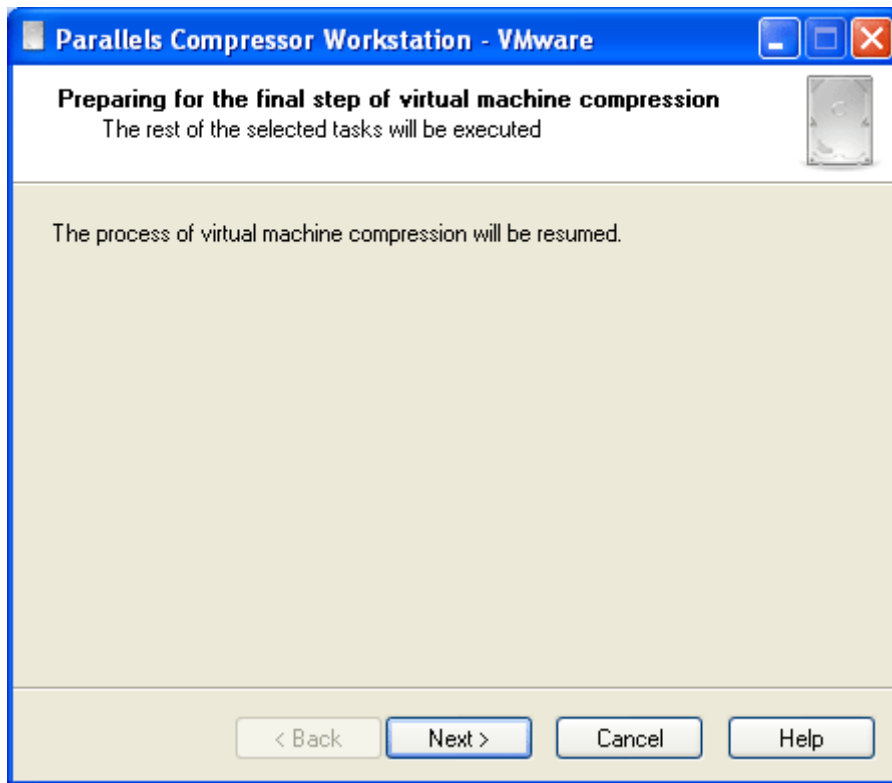 Parallels Compressor Workstation - VMware
Preparing for the final step of virtual machine compression
The rest of the selected tasks will be executed
The process of virtual machine compression will be resumed.
< Back
Next >
Cancel
Help